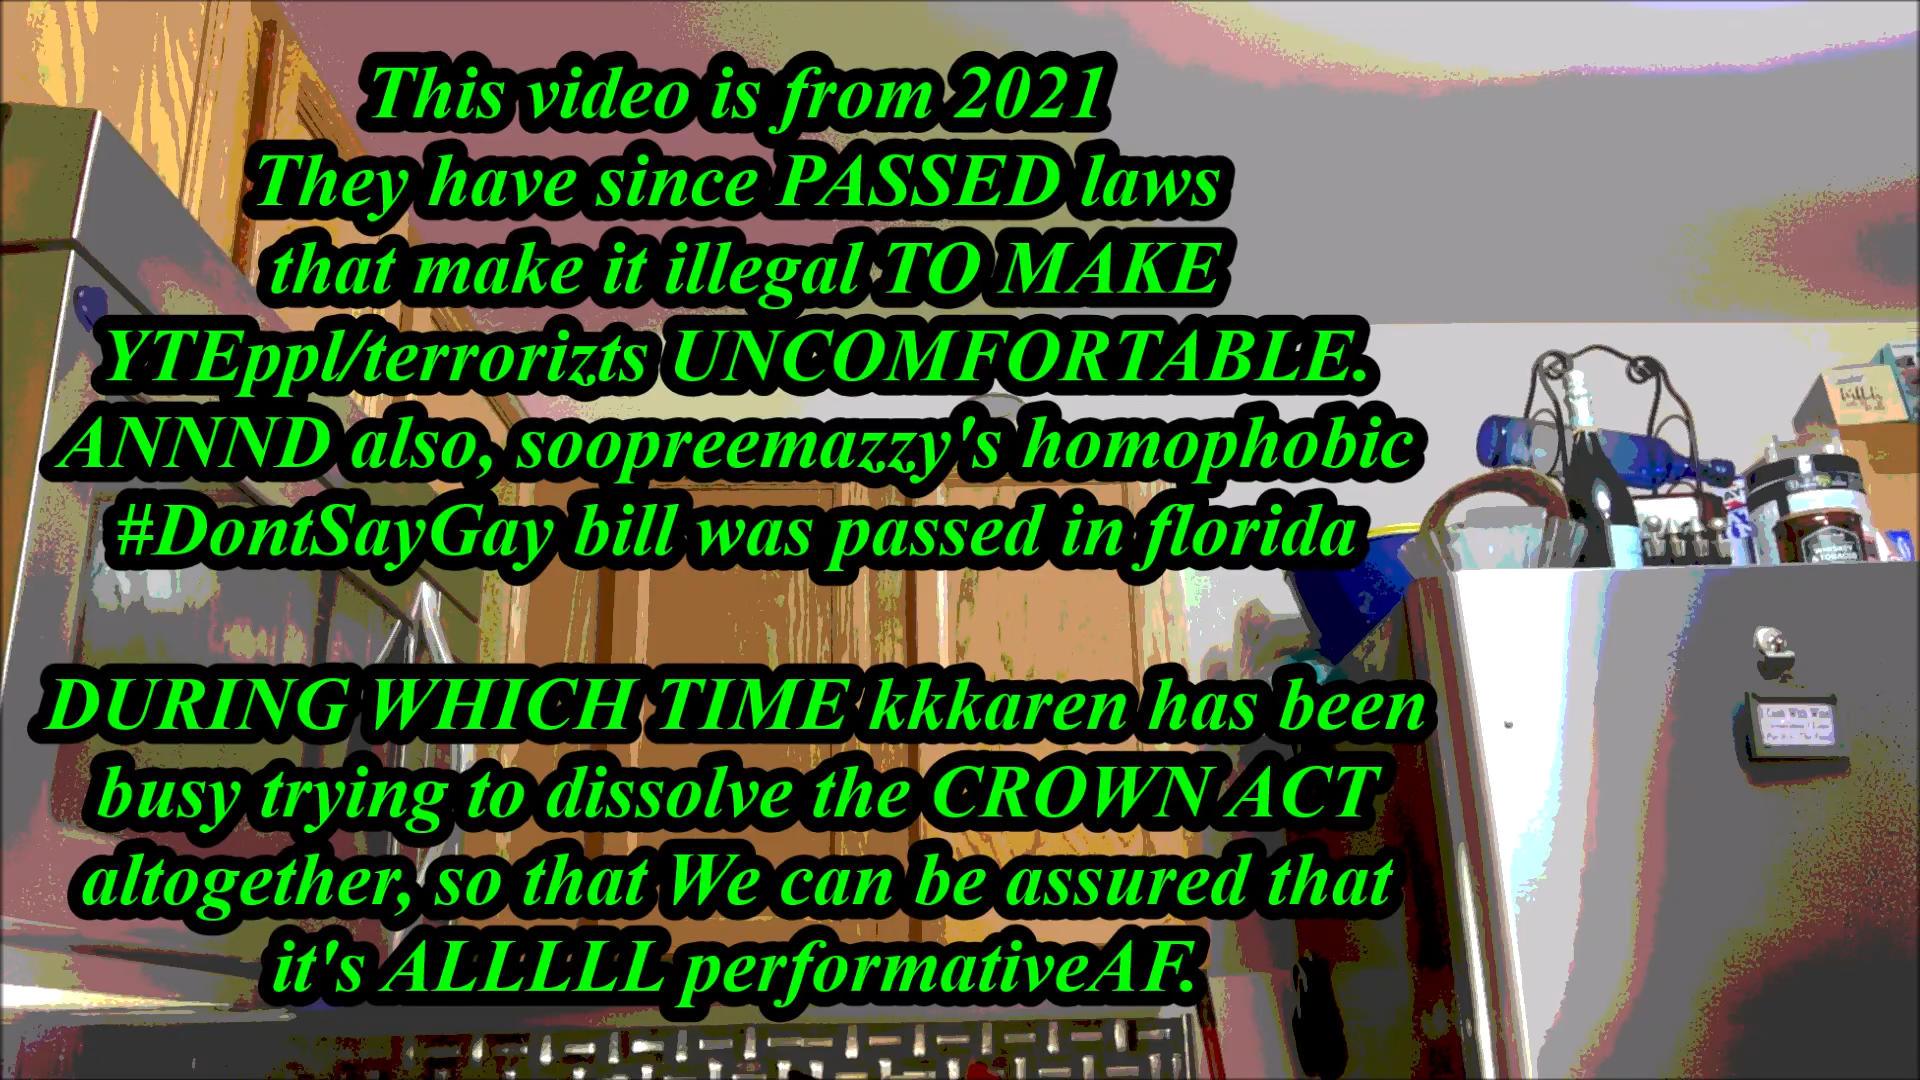 This video is from 2021
They have since PASSED laws
that make it illegal TO MAKE
YTEppl/terrorizts UNCOMFORTABLE.
ANNND also, soopreemazzy's homophobic
#DontSayGay bill was passed in florida
DURING WHICH TIME kkkaren has been
busy trying to dissolve the CROWN ACT
altogether, so that We can be assured that
it's ALLLLL performativeAF.
WHISKEY
& TOBACCO